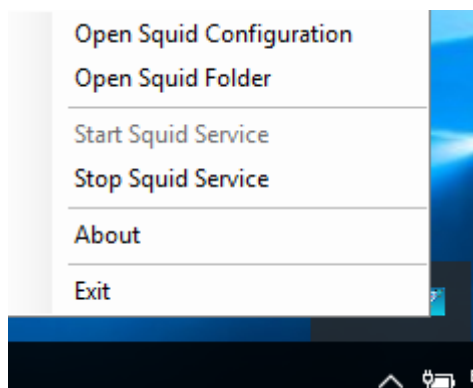 Open Squid Configuration
Open Squid Folder
Start Squid Service
Stop Squid Service
About
Exit